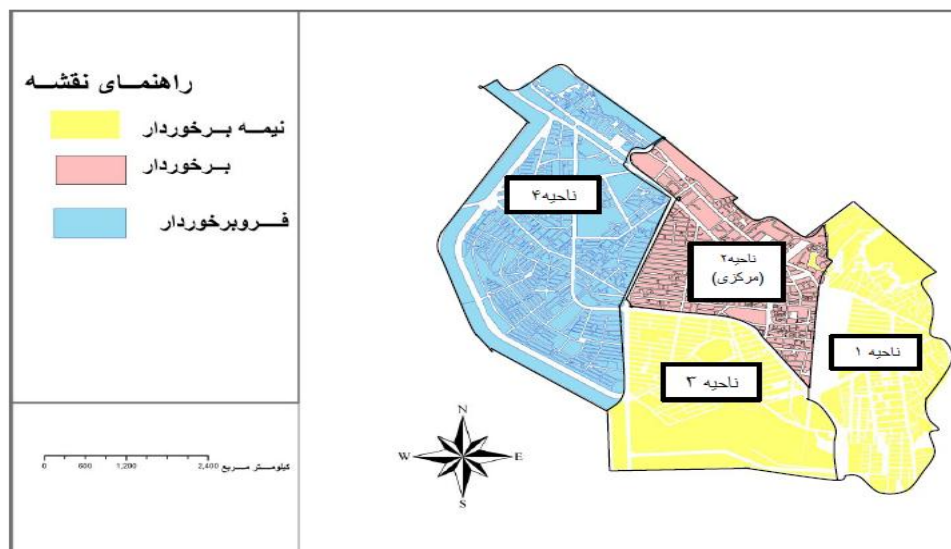 راهنمای نقشه
نیمه برخوردار
برخوردار
فروبرخوردار
ناحیه۴
ناحیه۲
(مرکزی)
ناحیه ۱
ناحیه ۳
N
W E
S
0 600 1,200 2,400 کیلومتر مربع